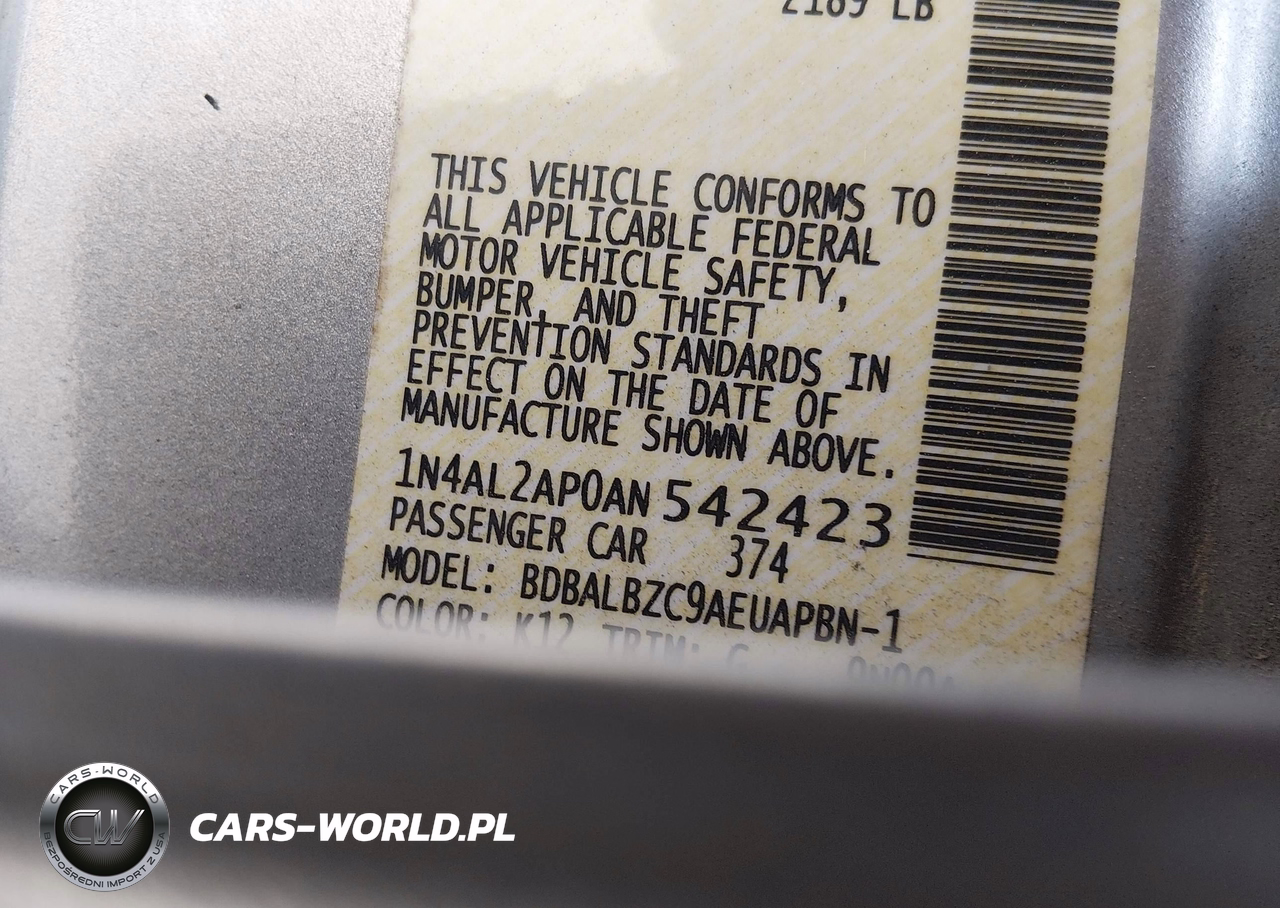 2189 LB
THIS VEHICLE CONFORMS TO
ALL APPLICABLE FEDERAL
MOTOR VEHICLE SAFETY,
BUMPER, AND THEFT
PREVENTION STANDARDS IN
EFFECT ON THE DATE OF
MANUFACTURE SHOWN ABOVE.
1N4AL2AP0AN542423
PASSENGER CAR 374
MODEL: BDBALBZC9AEUAPBN-1
COLOR: K12 TRIM: G
CARS-WORLD
CW
BEZPOŚREDNI IMPORT Z USA
CARS-WORLD.PL